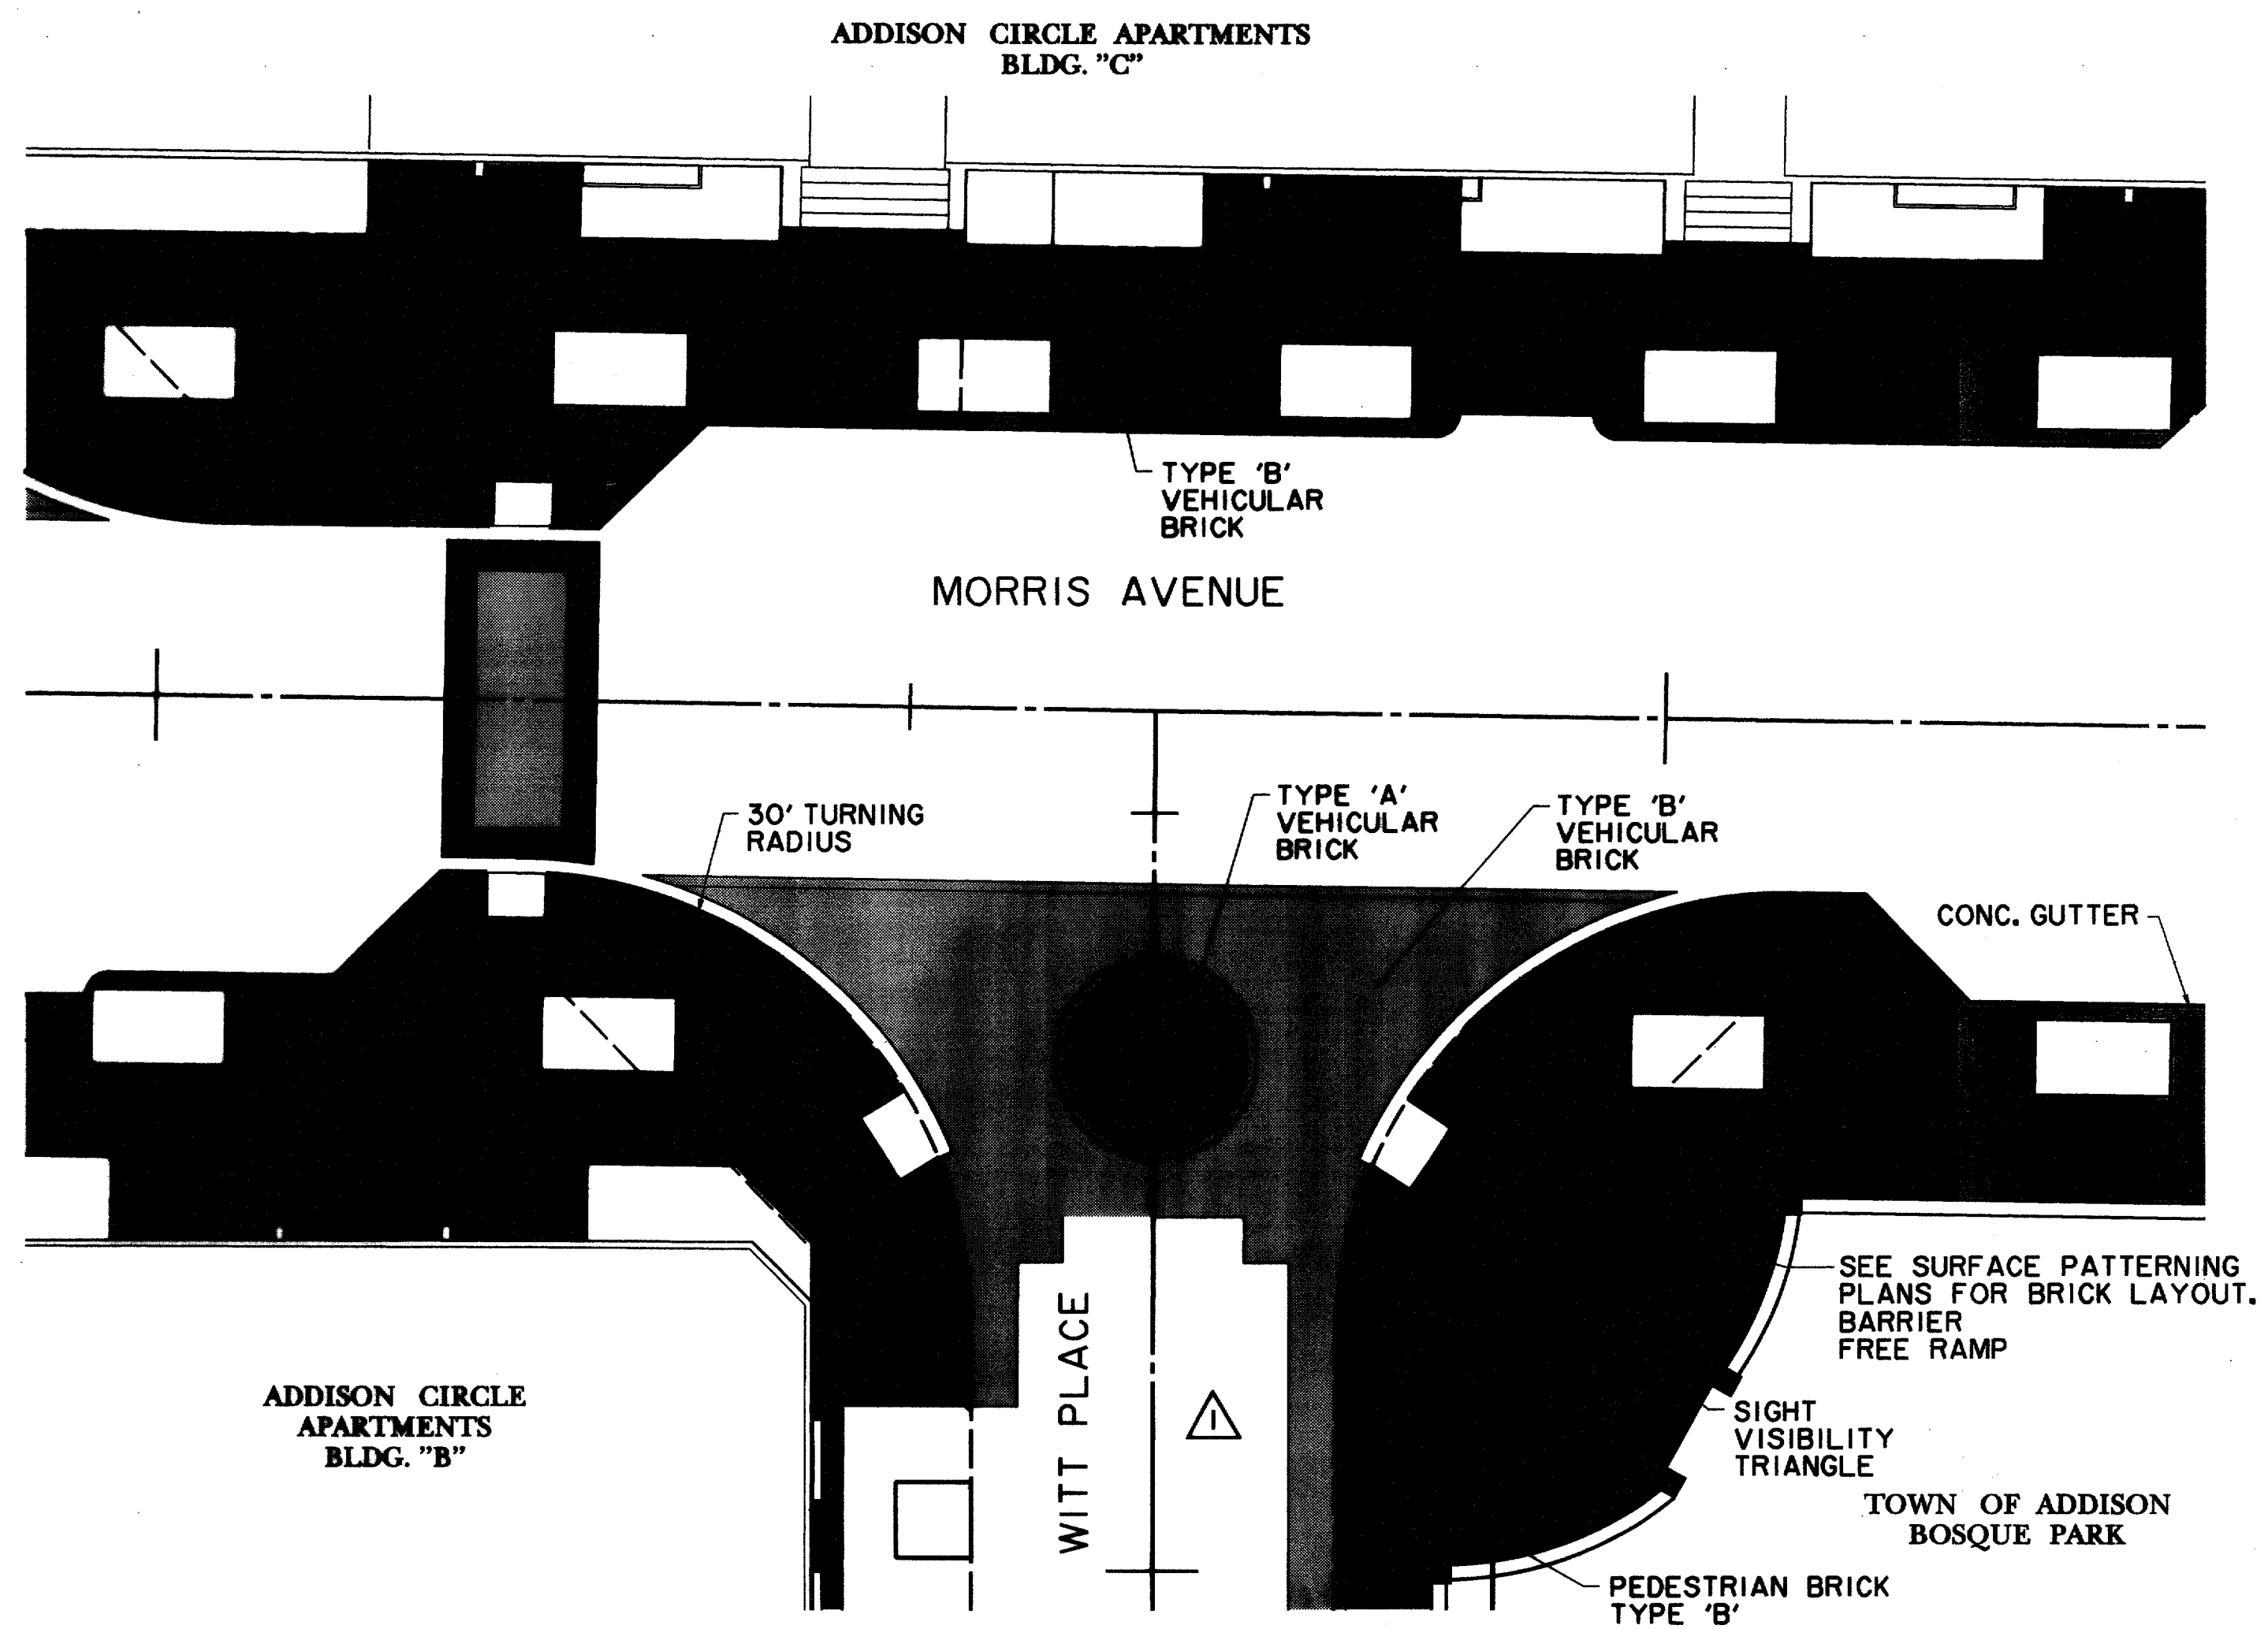 ADDISON CIRCLE APARTMENTS
BLDG. "C"
TYPE 'B'
VEHICULAR
BRICK
MORRIS AVENUE
30' TURNING
RADIUS
TYPE 'A'
VEHICULAR
BRICK
TYPE 'B'
VEHICULAR
BRICK
CONC. GUTTER
SEE SURFACE PATTERNING
PLANS FOR BRICK LAYOUT.
BARRIER
FREE RAMP
ADDISON CIRCLE
APARTMENTS
BLDG. "B"
WITT PLACE
1
SIGHT
VISIBILITY
TRIANGLE
TOWN OF ADDISON
BOSQUE PARK
PEDESTRIAN BRICK
TYPE 'B'